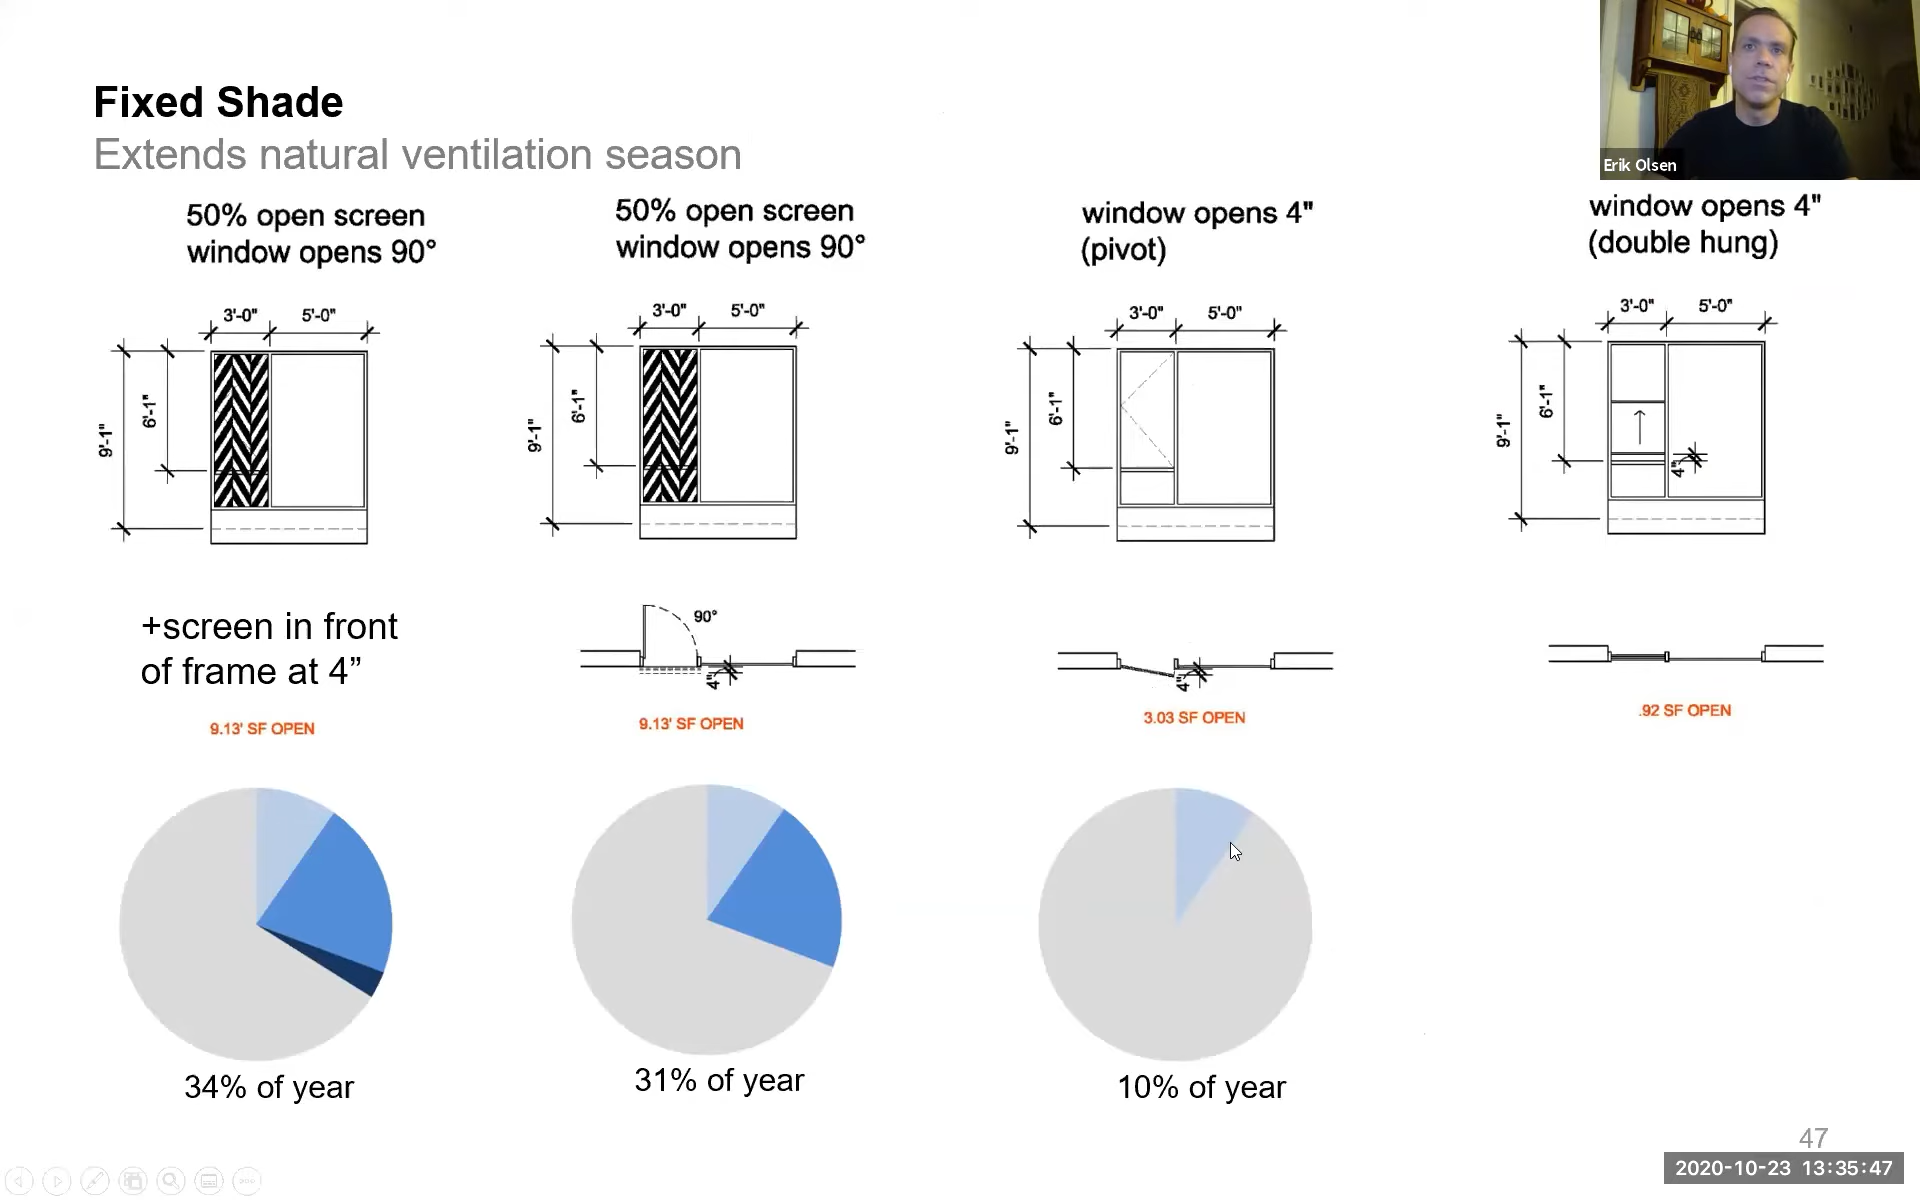 Erik Olsen
Fixed Shade
Extends natural ventilation season
50% open screen
window opens 90°
3'-0" 5'-0"
9'-1"
6'-1"
+screen in front
of frame at 4”
9.13' SF OPEN
34% of year
50% open screen
window opens 90°
3'-0" 5'-0"
9'-1"
6'-1"
90°
4"
9.13' SF OPEN
31% of year
window opens 4"
(pivot)
3'-0" 5'-0"
9'-1"
6'-1"
4"
3.03 SF OPEN
10% of year
window opens 4"
(double hung)
3'-0" 5'-0"
9'-1"
6'-1"
4"
.92 SF OPEN
47
2020-10-23 13:35:47